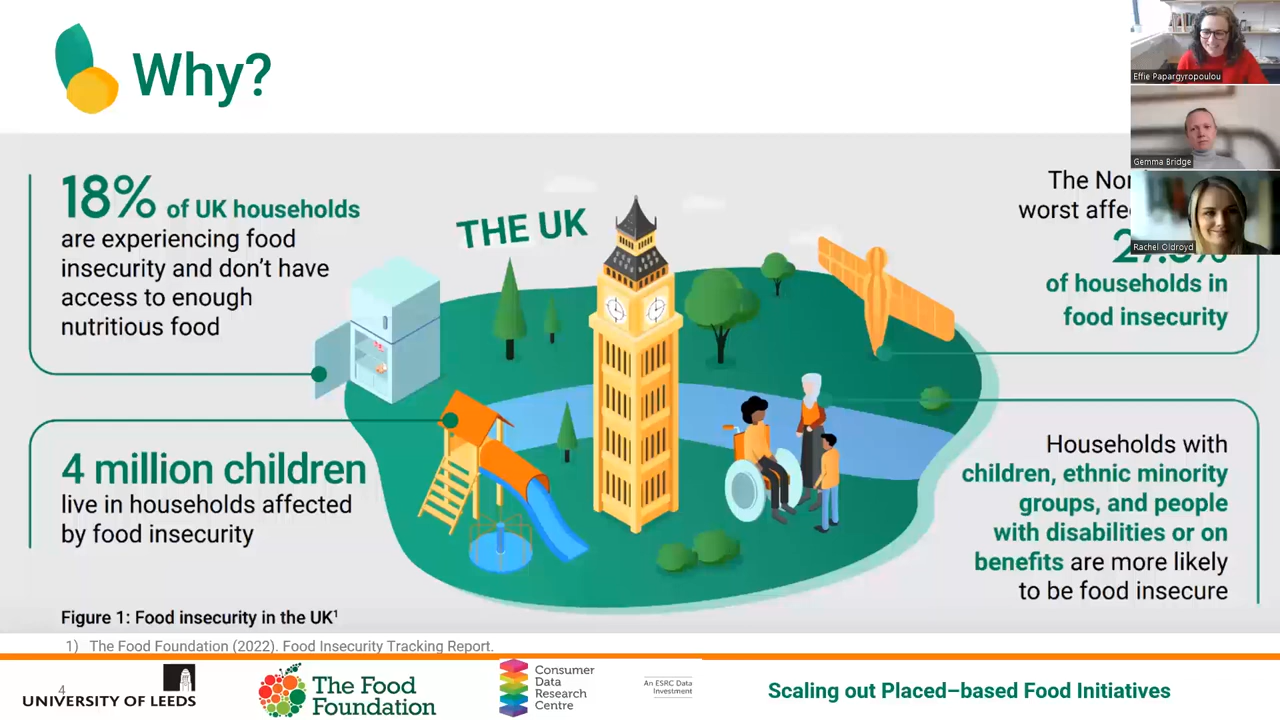 Why?
18% of UK households
are experiencing food
insecurity and don't have
access to enough
nutritious food
4 million children
live in households affected
by food insecurity
THE UK
The
worst
of households in
food insecurity
Households with
children, ethnic minority
groups, and people
with disabilities or on
benefits are more likely
to be food insecure
Effie Papargyropoulou
Gemma Bridge
Rachel Oldroyd
Figure 1: Food insecurity in the UK¹
1) The Food Foundation (2022). Food Insecurity Tracking Report.
4
UNIVERSITY OF LEEDS
The Food
Foundation
Consumer
Data
Research
Centre
An ESRC Data
Investment
Scaling out Placed–based Food Initiatives